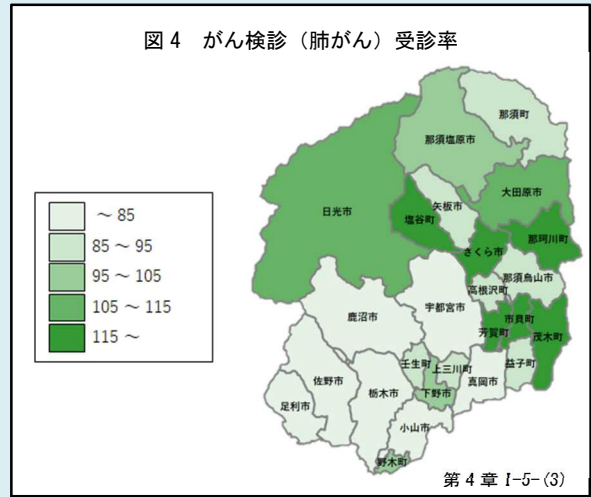 図4 がん検診（肺がん）受診率
那須町
那須塩原市
大田原市
日光市
矢板市
塩谷町
那珂川町
さくら市
那須烏山市
高根沢町
宇都宮市
鹿沼市
市貝町
茂木町
芳賀町
壬生町
上三川町
益子町
真岡市
下野市
佐野市
栃木市
足利市
小山市
野木町
～85
85～95
95～105
105～115
115～
第4章 I-5-(3)